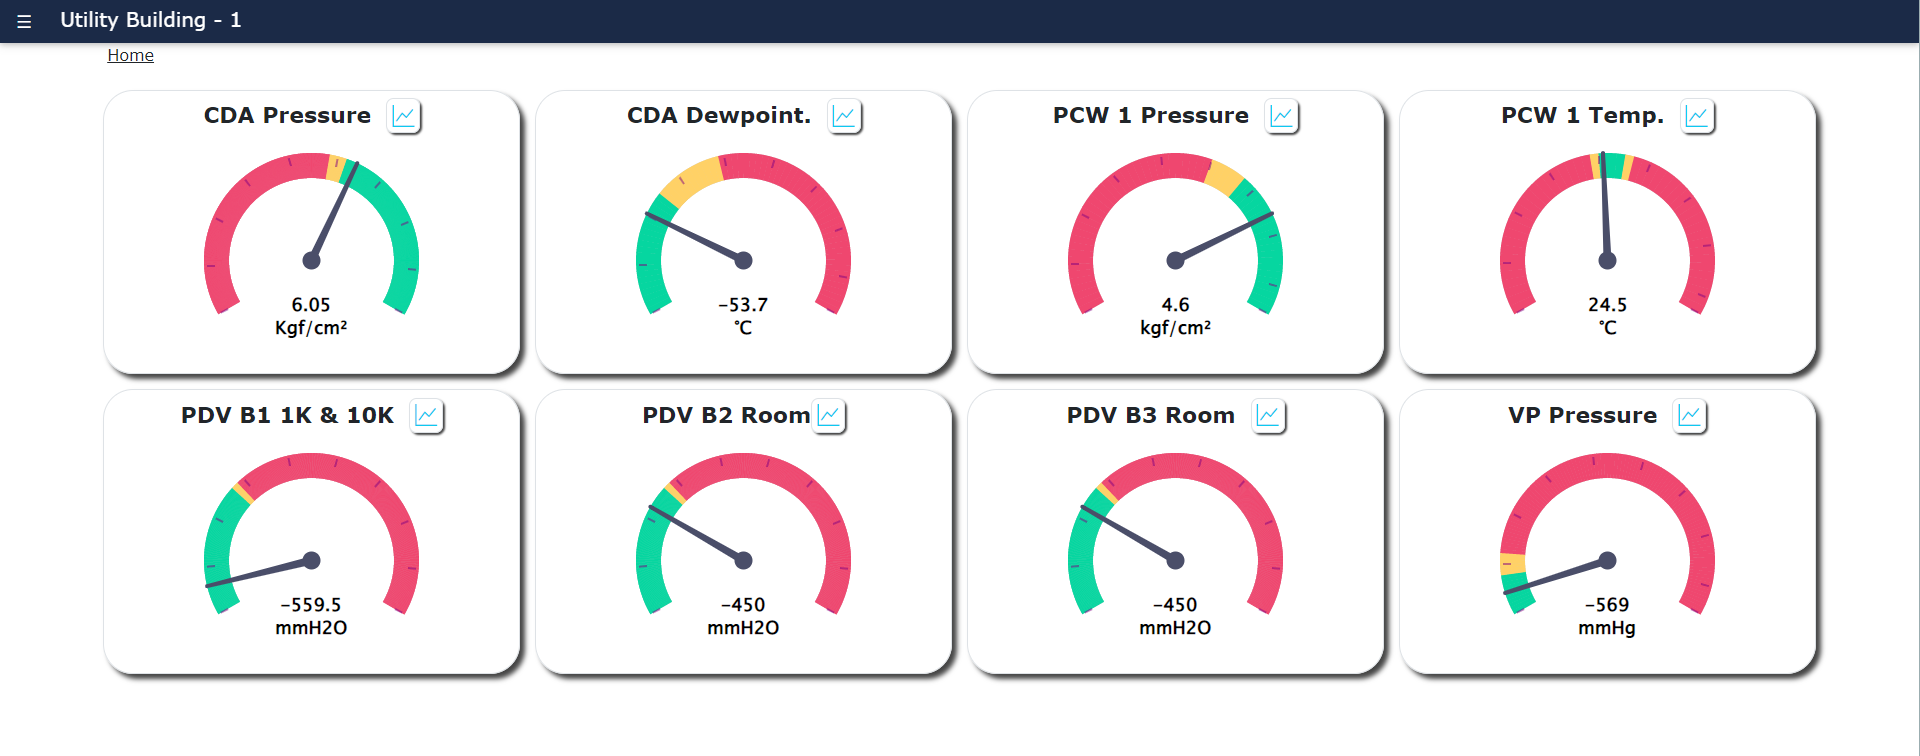 ☰ Utility Building - 1
Home
CDA Pressure
6.05
Kgf/cm²
CDA Dewpoint.
-53.7
°C
PCW 1 Pressure
4.6
kgf/cm²
PCW 1 Temp.
24.5
°C
PDV B1 1K & 10K
-559.5
mmH2O
PDV B2 Room
-450
mmH2O
PDV B3 Room
-450
mmH2O
VP Pressure
-569
mmHg